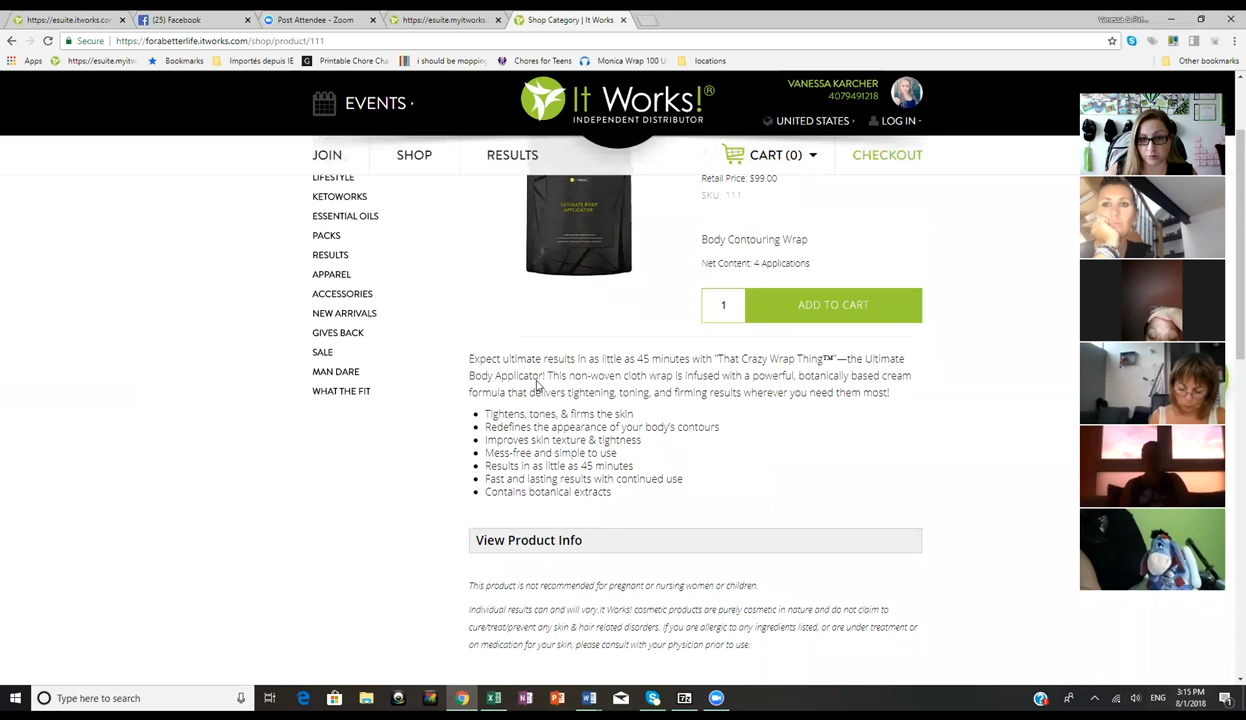 https://esuite.itworks.com
(25) Facebook
Post Attendee - Zoom
https://esuite.myitworks
Shop Category | It Works
Vanessa & Pat...
Secure
https://forabetterlife.itworks.com/shop/product/111
Apps
https://esuite.myitw
Bookmarks
Importés depuis IE
Printable Chore Cha
i should be mopping
Chores for Teens
Monica Wrap 100 U
locations
Other bookmarks
EVENTS
It Works!®
INDEPENDENT DISTRIBUTOR
VANESSA KARCHER
4079491218
UNITED STATES
LOG IN
JOIN
SHOP
RESULTS
CART (0)
CHECKOUT
LIFESTYLE
KETOWORKS
ESSENTIAL OILS
PACKS
RESULTS
APPAREL
ACCESSORIES
NEW ARRIVALS
GIVES BACK
SALE
MAN DARE
WHAT THE FIT
ULTIMATE BODY
APPLICATOR
Retail Price: $99.00
SKU: 111
Body Contouring Wrap
Net Content: 4 Applications
1
ADD TO CART
Expect ultimate results in as little as 45 minutes with "That Crazy Wrap Thing™"—the Ultimate
Body Applicator! This non-woven cloth wrap is infused with a powerful, botanically based cream
formula that delivers tightening, toning, and firming results wherever you need them most!
Tightens, tones, & firms the skin
Redefines the appearance of your body's contours
Improves skin texture & tightness
Mess-free and simple to use
Results in as little as 45 minutes
Fast and lasting results with continued use
Contains botanical extracts
View Product Info
This product is not recommended for pregnant or nursing women or children.
Individual results can and will vary.It Works! cosmetic products are purely cosmetic in nature and do not claim to
cure/treat/prevent any skin & hair related disorders. If you are allergic to any ingredients listed, or are under treatment or
on medication for your skin, please consult with your physician prior to use.
Type here to search
ENG
3:15 PM
8/1/2018